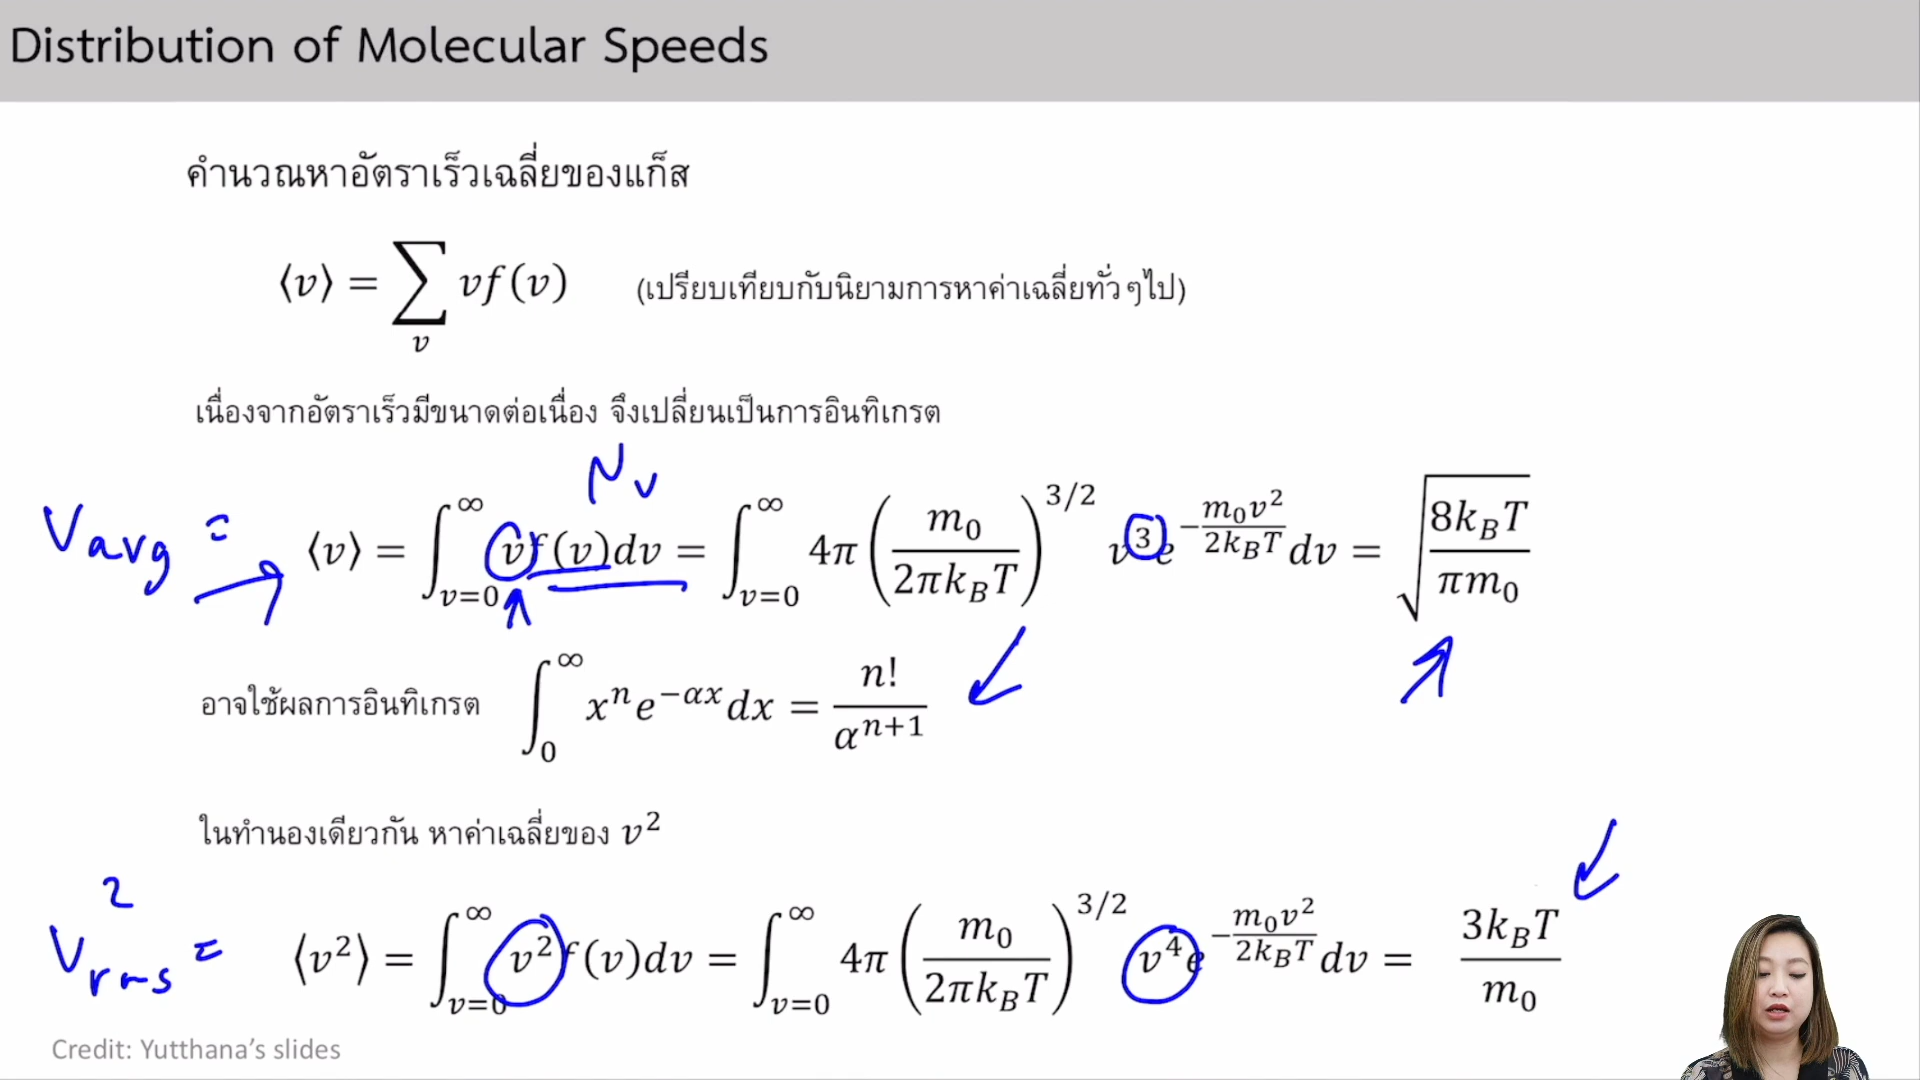 Distribution of Molecular Speeds
คำนวณหาอัตราเร็วเฉลี่ยของแก็ส
⟨v⟩ = ∑_v vf(v) (เปรียบเทียบกับนิยามการหาค่าเฉลี่ยทั่วๆไป)
เนื่องจากอัตราเร็วมีขนาดต่อเนื่อง จึงเปลี่ยนเป็นการอินทิเกรต
N_v
V_avg = ⟨v⟩ = ∫_{v=0}^{∞} vf(v)dv = ∫_{v=0}^{∞} 4π (m₀/2πk_BT)^{3/2} v³e^{−m₀v²/2k_BT} dv = √(8k_BT/πm₀)
อาจใช้ผลการอินทิเกรต ∫_0^∞ xⁿe^{−αx}dx = n!/α^{n+1}
ในทำนองเดียวกัน หาค่าเฉลี่ยของ v²
V²_rms = ⟨v²⟩ = ∫_{v=0}^{∞} v²f(v)dv = ∫_{v=0}^{∞} 4π (m₀/2πk_BT)^{3/2} v⁴e^{−m₀v²/2k_BT} dv = 3k_BT/m₀
Credit: Yutthana’s slides